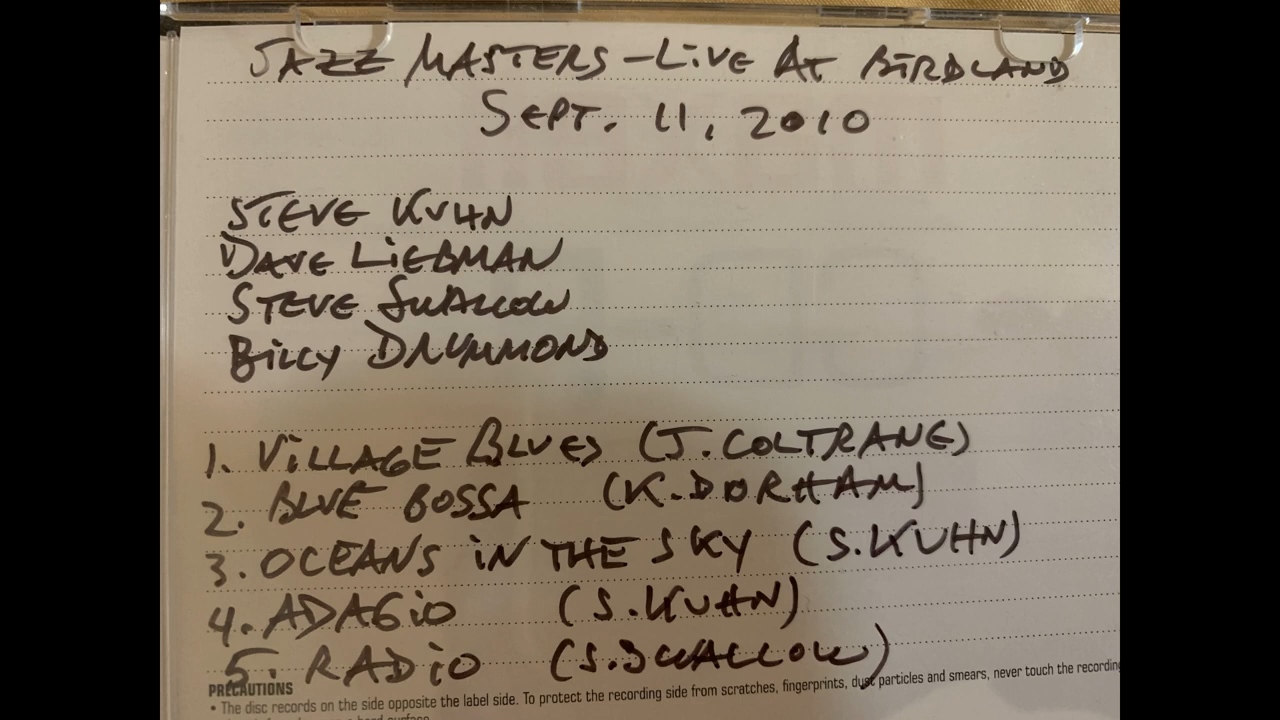 JAZZ MASTERS - LiVE AT BIRDLAND
SEPT. 11, 2010
STEVE KUHN
DAVE LiEBMAN
STEVE SWALLOW
BiLLY DRUMMOND
1. ViLLAGE BLUES (J. COLTRANE)
2. BLUE BOSSA (K. DORHAM)
3. OCEANS iN THE SKY (S. KUHN)
4. ADAGiO (S. KUHN)
5. RADiO (S. SWALLOW)
PRECAUTIONS
• The disc records on the side opposite the label side. To protect the recording side from scratches, fingerprints, dust particles and smears, never touch the recording